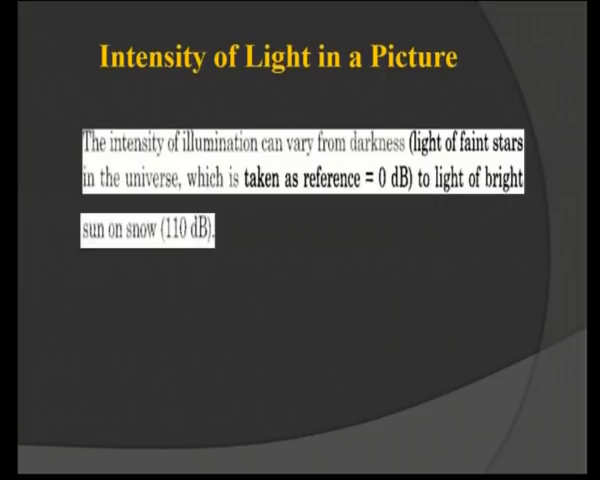 Intensity of Light in a Picture
The intensity of illumination can vary from darkness (light of faint stars
in the universe, which is taken as reference = 0 dB) to light of bright
sun on snow (110 dB).